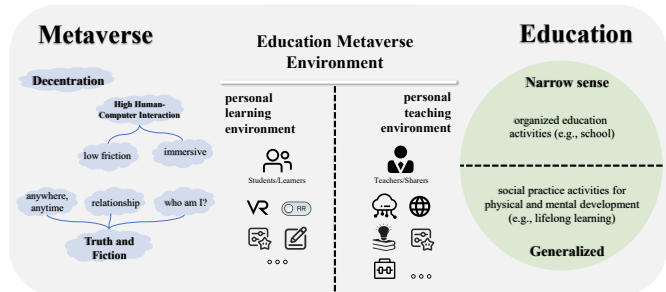 Metaverse
Decentration
High Human-
Computer Interaction
low friction
immersive
anywhere,
anytime
relationship
who am I?
Truth and
Fiction
Education Metaverse
Environment
personal
learning
environment
Students/Learners
VR
AR
personal
teaching
environment
Teachers/Sharers
Education
Narrow sense
organized education
activities (e.g., school)
social practice activities for
physical and mental development
(e.g., lifelong learning)
Generalized